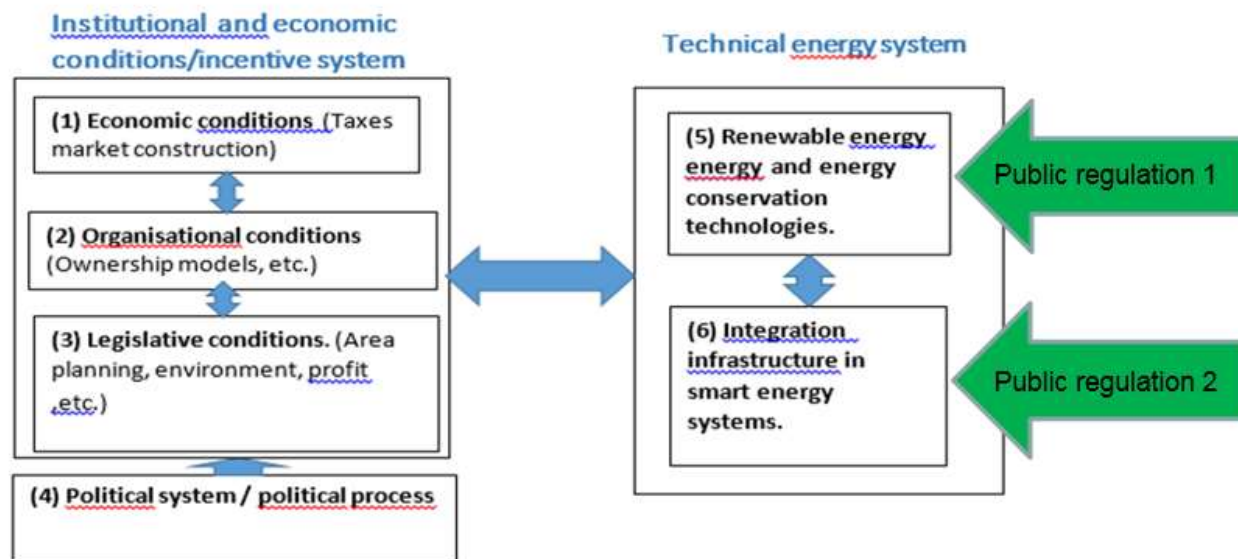 Institutional and economic
conditions/incentive system
(1) Economic conditions (Taxes
market construction)
(2) Organisational conditions
(Ownership models, etc.)
(3) Legislative conditions. (Area
planning, environment, profit
,etc.)
(4) Political system / political process
Technical energy system
(5) Renewable energy
energy and energy
conservation
technologies.
(6) Integration
infrastructure in
smart energy
systems.
Public regulation 1
Public regulation 2